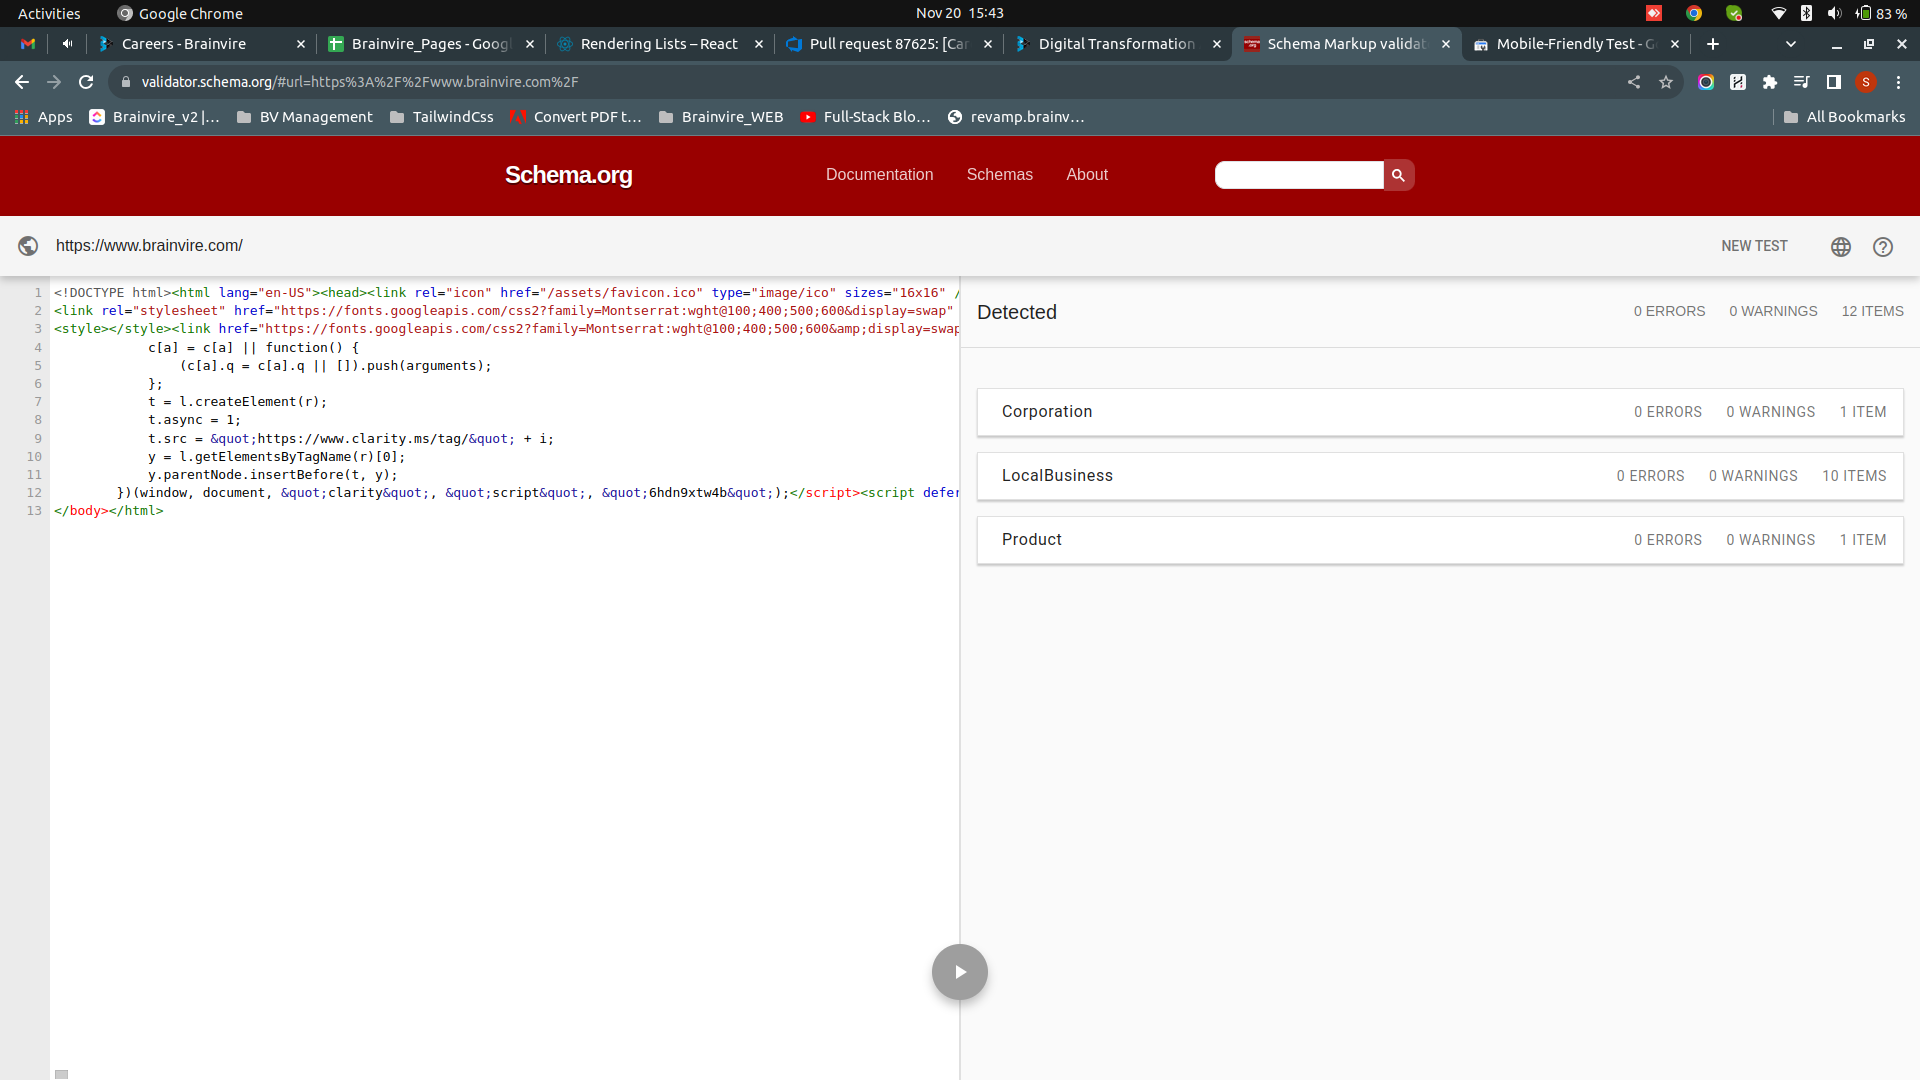 Activities Google Chrome Nov 20 15:43 83 %
Careers - Brainvire Brainvire_Pages - Goog Rendering Lists – React Pull request 87625: [Car Digital Transformation Schema Markup validat Mobile-Friendly Test - G
validator.schema.org/#url=https%3A%2F%2Fwww.brainvire.com%2F S
Apps Brainvire_v2 |... BV Management TailwindCss Convert PDF t... Brainvire_WEB Full-Stack Blo... revamp.brainv... All Bookmarks
Schema.org Documentation Schemas About
https://www.brainvire.com/ NEW TEST
1 <!DOCTYPE html><html lang="en-US"><head><link rel="icon" href="/assets/favicon.ico" type="image/ico" sizes="16x16" /
2 <link rel="stylesheet" href="https://fonts.googleapis.com/css2?family=Montserrat:wght@100;400;500;600&display=swap"
3 <style></style><link href="https://fonts.googleapis.com/css2?family=Montserrat:wght@100;400;500;600&amp;display=swap
4 c[a] = c[a] || function() {
5 (c[a].q = c[a].q || []).push(arguments);
6 };
7 t = l.createElement(r);
8 t.async = 1;
9 t.src = &quot;https://www.clarity.ms/tag/&quot; + i;
10 y = l.getElementsByTagName(r)[0];
11 y.parentNode.insertBefore(t, y);
12 })(window, document, &quot;clarity&quot;, &quot;script&quot;, &quot;6hdn9xtw4b&quot;);</script><script defer
13 </body></html>
Detected 0 ERRORS 0 WARNINGS 12 ITEMS
Corporation 0 ERRORS 0 WARNINGS 1 ITEM
LocalBusiness 0 ERRORS 0 WARNINGS 10 ITEMS
Product 0 ERRORS 0 WARNINGS 1 ITEM